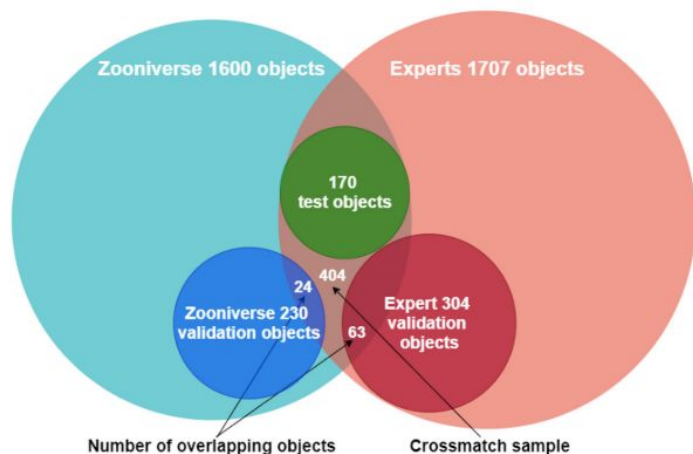 Zooniverse 1600 objects
Experts 1707 objects
170
test objects
404
24
Zooniverse 230
validation objects
63
Expert 304
validation
objects
Number of overlapping objects
Crossmatch sample